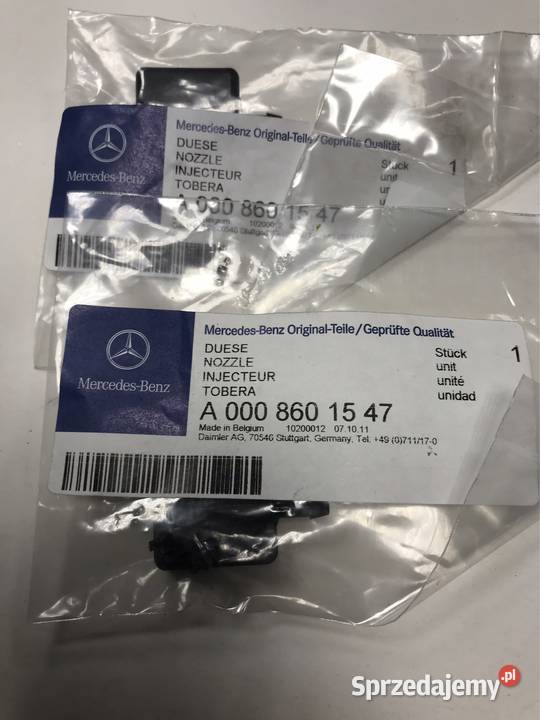 Mercedes-Benz Original-Teile/Geprüfte Qualität
DUESE
NOZZLE
INJECTEUR
TOBERA
Stück 1
unit
Mercedes-Benz
A 000 860 15 47
Belgium 10200012
Mercedes-Benz Original-Teile/Geprüfte Qualität
DUESE
NOZZLE
INJECTEUR
TOBERA
Stück 1
unit
unité
unidad
Mercedes-Benz
A 000 860 15 47
Made in Belgium 10200012 07.10.11
Daimler AG, 70546 Stuttgart, Germany, Tel. +49 (0)711/17-0
Sprzedajemy.pl